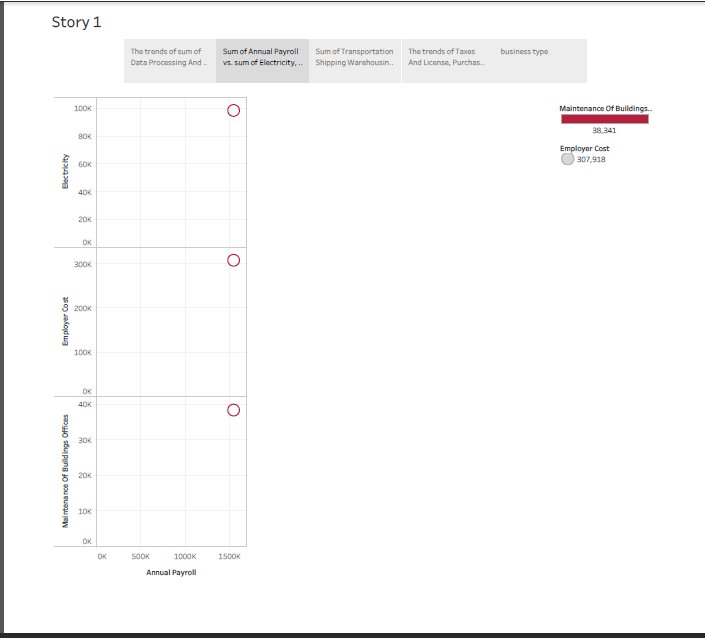 Story 1
The trends of sum of
Data Processing And ..
Sum of Annual Payroll
vs. sum of Electricity, ..
Sum of Transportation
Shipping Warehousin..
The trends of Taxes
And License, Purchas..
business type
Electricity
100K
80K
60K
40K
20K
0K
Employer Cost
300K
200K
100K
0K
Maintenance Of Buildings Offices
40K
30K
20K
10K
0K
0K 500K 1000K 1500K
Annual Payroll
Maintenance Of Buildings..
38,341
Employer Cost
307,918